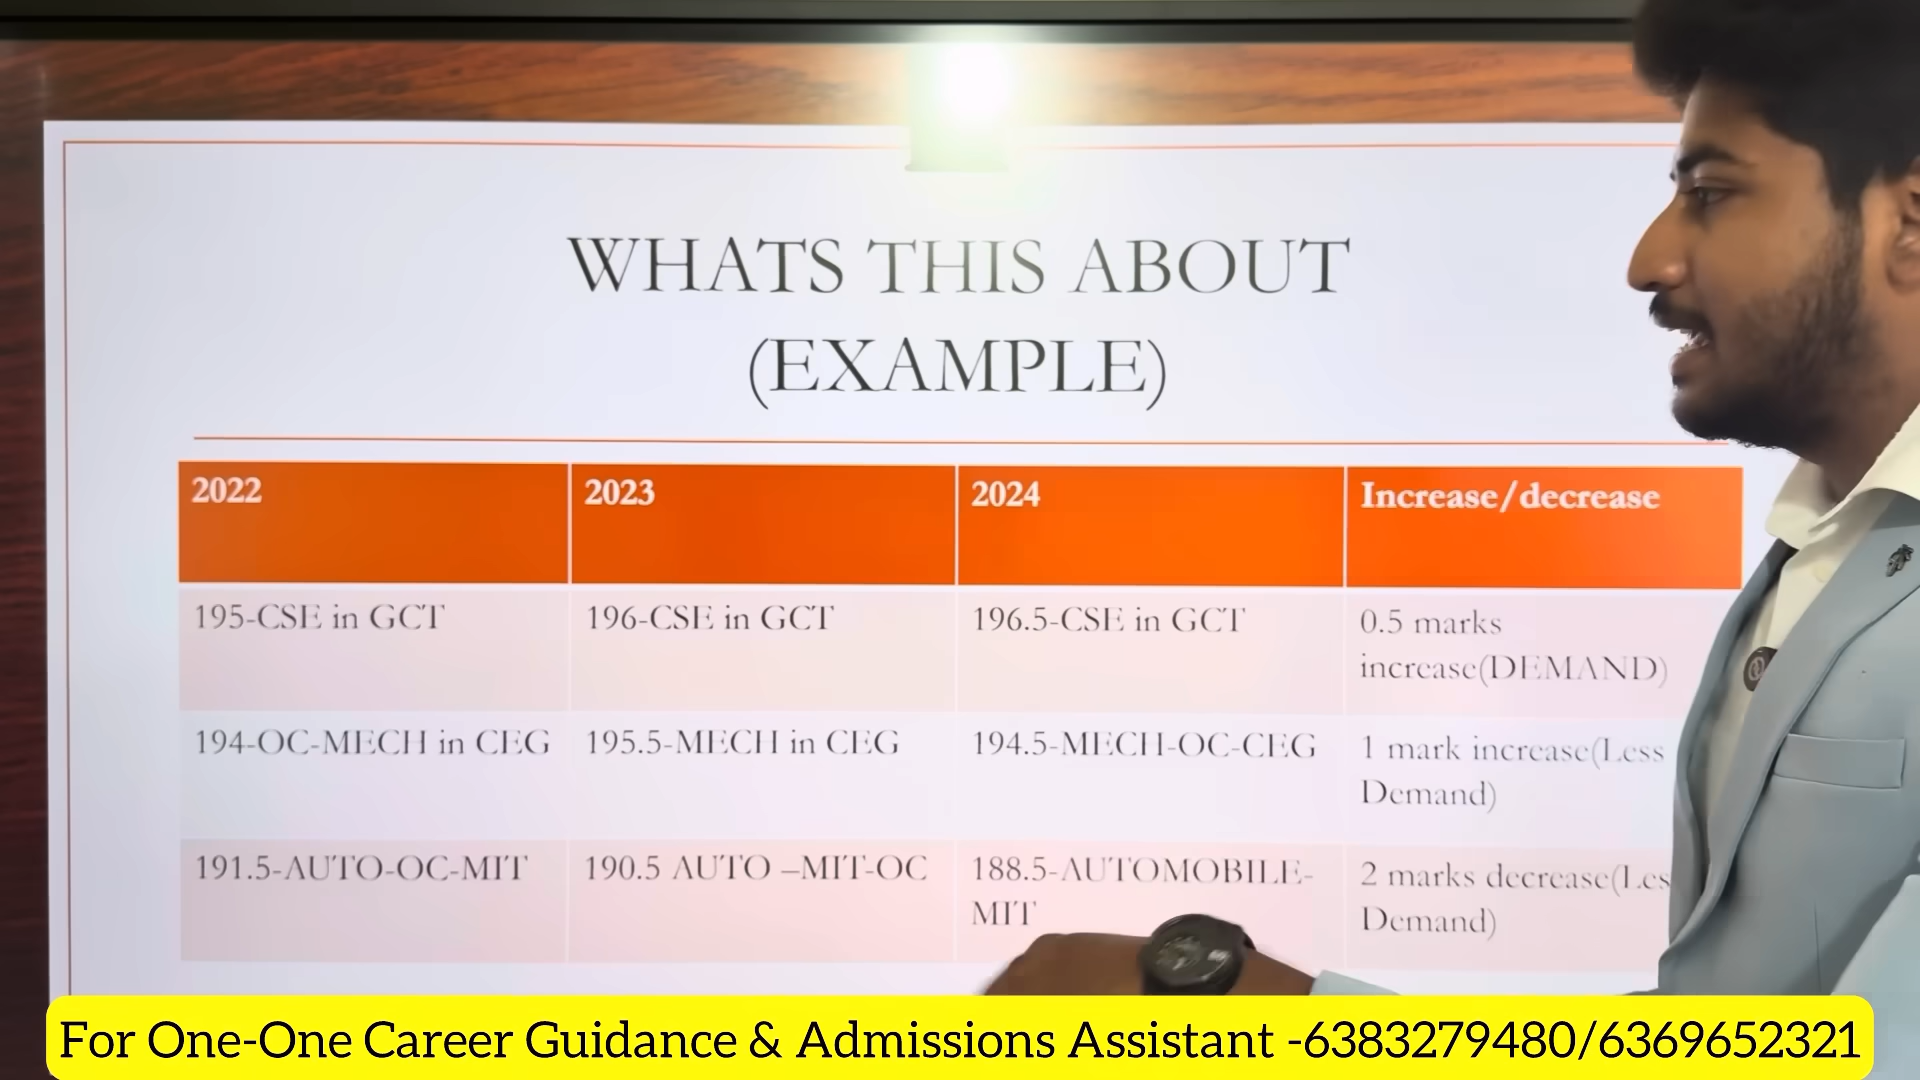 WHATS THIS ABOUT
(EXAMPLE)
2022 2023 2024 Increase/decrease
195-CSE in GCT 196-CSE in GCT 196.5-CSE in GCT 0.5 marks
increase(DEMAND)
194-OC-MECH in CEG 195.5-MECH in CEG 194.5-MECH-OC-CEG 1 mark increase(Less
Demand)
191.5-AUTO-OC-MIT 190.5 AUTO –MIT-OC 188.5-AUTOMOBILE- 2 marks decrease(Les
MIT Demand)
For One-One Career Guidance & Admissions Assistant -6383279480/6369652321